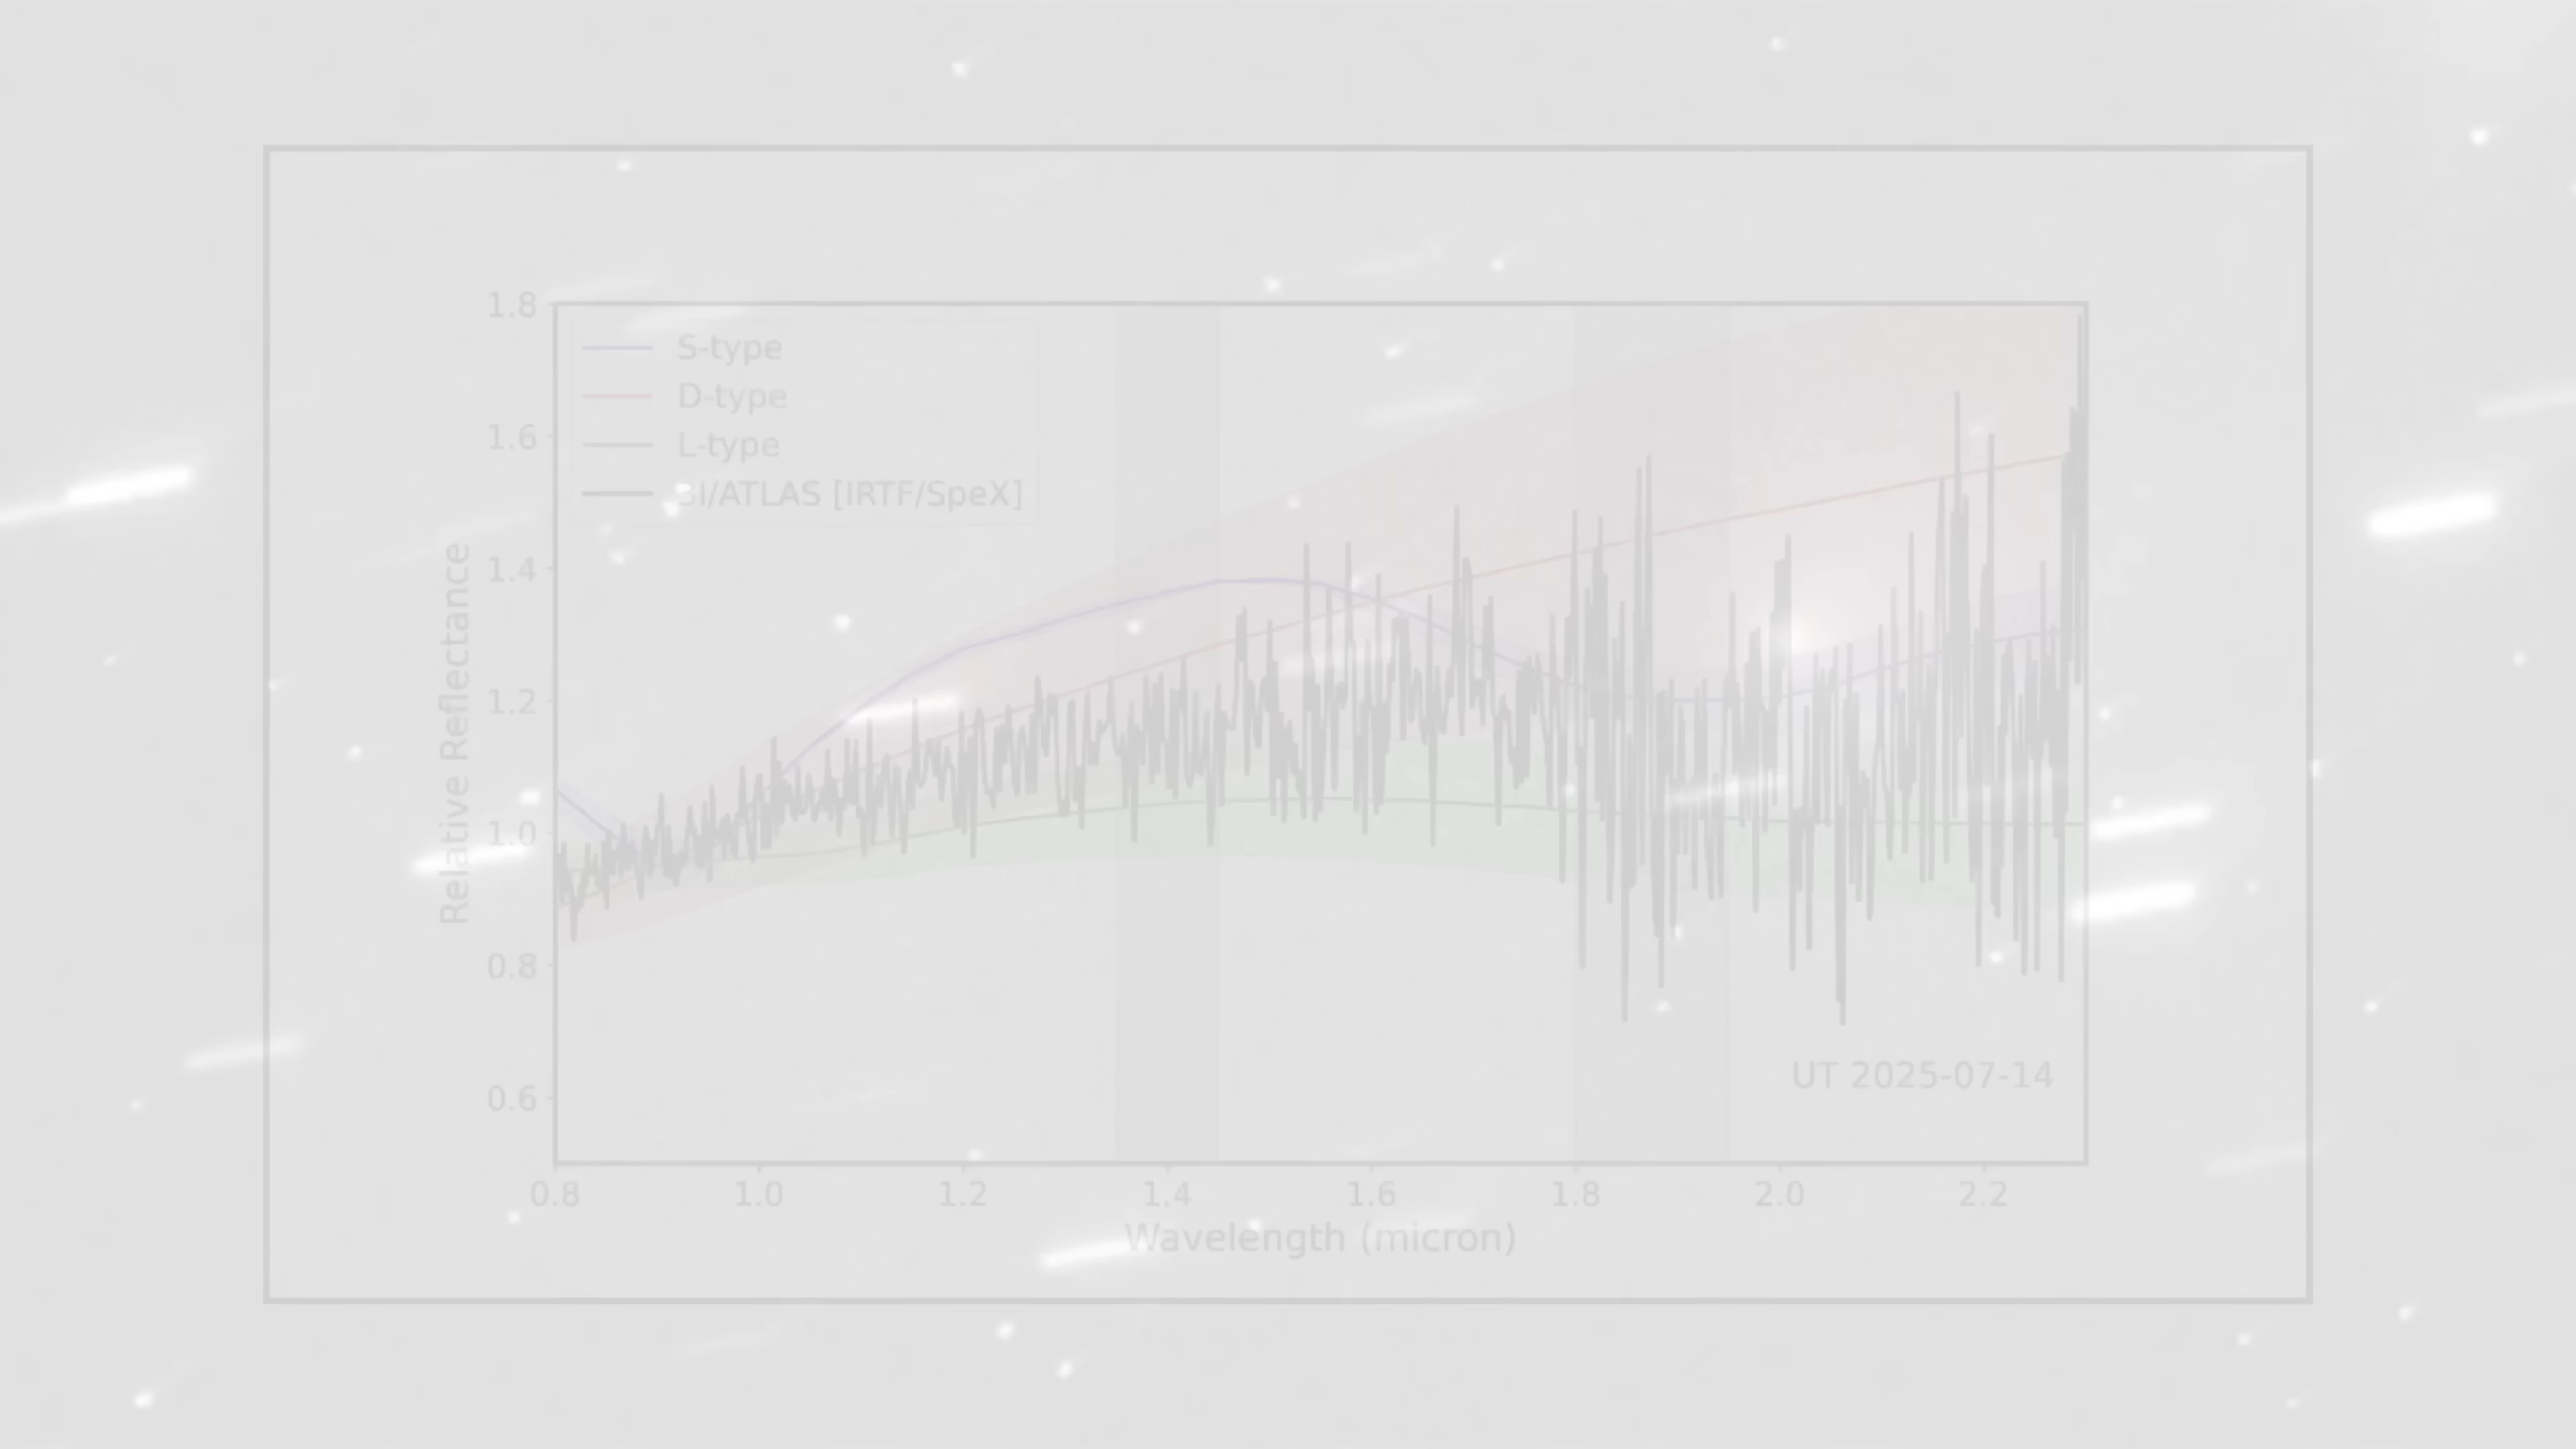 1.8
S-type
D-type
1.6
L-type
3I/ATLAS [IRTF/SpeX]
1.4
Relative Reflectance
1.2
1.0
0.8
UT 2025-07-14
0.6
0.8 1.0 1.2 1.4 1.6 1.8 2.0 2.2
Wavelength (micron)